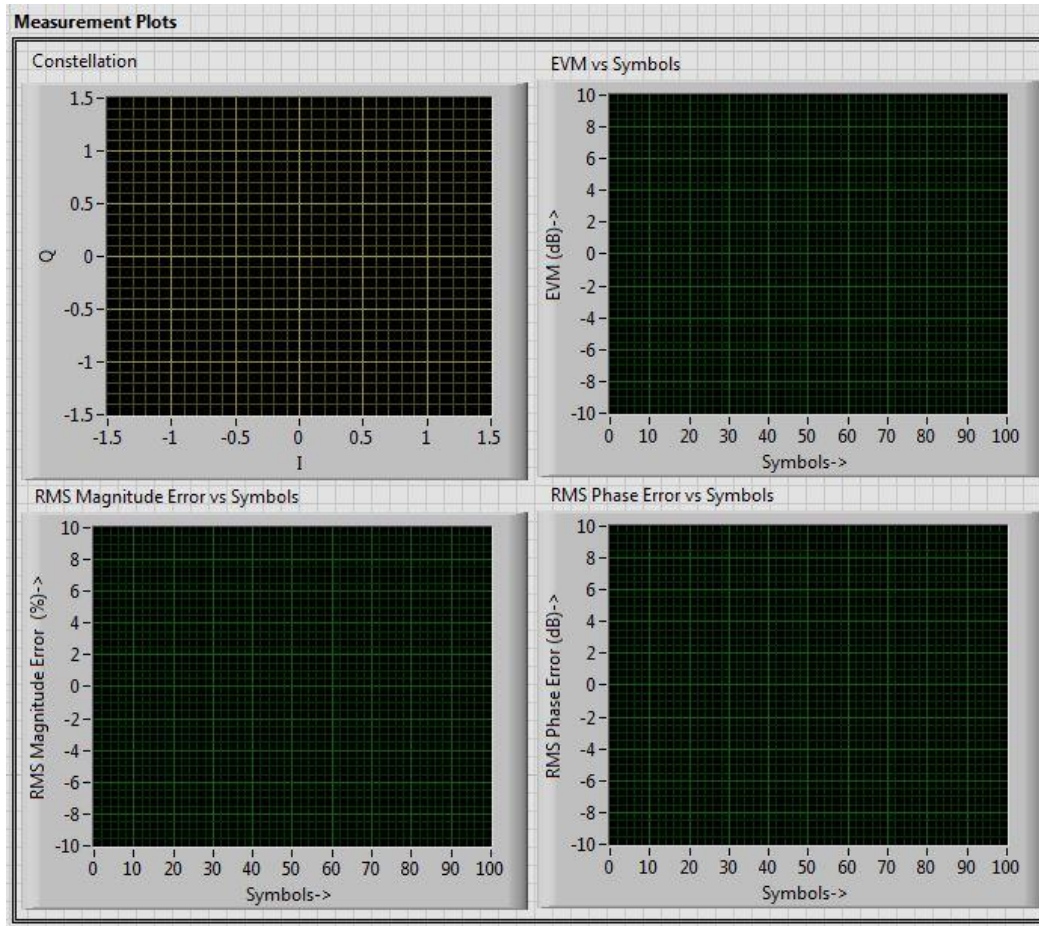 Measurement Plots
Constellation
1.5
1
0.5
0
-0.5
-1
-1.5
Q
-1.5 -1 -0.5 0 0.5 1 1.5
I
EVM vs Symbols
10
8
6
4
2
0
-2
-4
-6
-8
-10
EVM (dB)->
0 10 20 30 40 50 60 70 80 90 100
Symbols->
RMS Magnitude Error vs Symbols
10
8
6
4
2
0
-2
-4
-6
-8
-10
RMS Magnitude Error (%)->
0 10 20 30 40 50 60 70 80 90 100
Symbols->
RMS Phase Error vs Symbols
10
8
6
4
2
0
-2
-4
-6
-8
-10
RMS Phase Error (dB)->
0 10 20 30 40 50 60 70 80 90 100
Symbols->